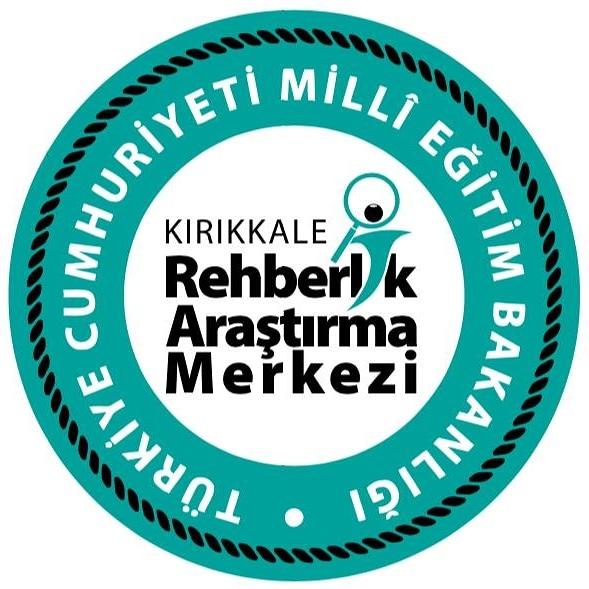 TÜRKİYE CUMHURİYETİ MİLLÎ EĞİTİM BAKANLIĞI
KIRIKKALE
Rehberlik
Araştırma
Merkezi